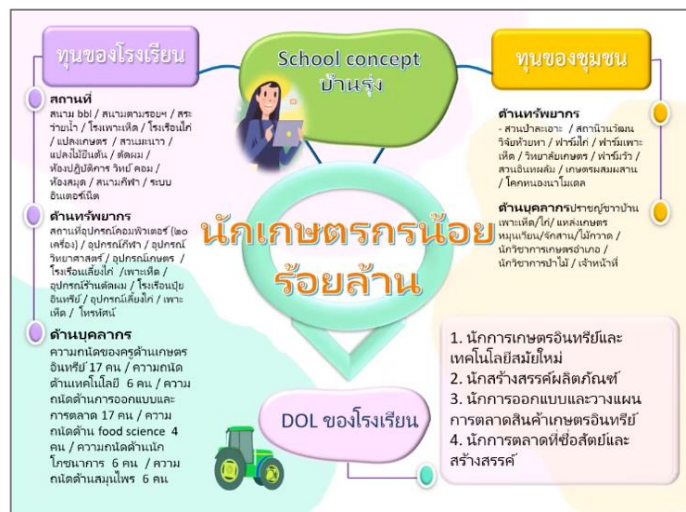 ทุนของโรงเรียน
สถานที่
สนาม bbl / สนามตามรอยฯ / สระ
ว่ายน้ำ / โรงเพาะเห็ด / โรงเรือนไก่
/ แปลงเกษตร / สวนมะนาว /
แปลงไม้ยืนต้น / ตัดผม /
ห้องปฏิบัติการ วิทย์ คอม /
ห้องสมุด / สนามกีฬา / ระบบ
อินเตอร์เน็ต
ด้านทรัพยากร
สถานที่อุปกรณ์คอมพิวเตอร์ (๒๐
เครื่อง) / อุปกรณ์กีฬา / อุปกรณ์
วิทยาศาสตร์ / อุปกรณ์เกษตร /
โรงเรือนเลี้ยงไก่ /เพาะเห็ด /
อุปกรณ์ร้านตัดผม / โรงเรือนปุ๋ย
อินทรีย์ / อุปกรณ์เลี้ยงไก่ / เพาะ
เห็ด / โทรทัศน์
ด้านบุคลากร
ความถนัดของครูด้านเกษตร
อินทรีย์ 17 คน / ความถนัด
ด้านเทคโนโลยี 6 คน / ความ
ถนัดด้านการออกแบบและ
การตลาด 17 คน / ความ
ถนัดด้าน food science 4
คน / ความถนัดด้านนัก
โภชนาการ 6 คน / ความ
ถนัดด้านสมุนไพร 6 คน
School concept
บ้านรุ่ง
นักเกษตรกรน้อย
ร้อยล้าน
DOL ของโรงเรียน
ทุนของชุมชน
ด้านทรัพยากร
- สวนป่าละเอาะ / สถานีวนวัฒน
วิจัยห้วยทา / ฟาร์มไก่ / ฟาร์มเพาะ
เห็ด / วิทยาลัยเกษตร / ฟาร์มวัว /
สวนอินทผลัม / เกษตรผสมผสาน
/ โคกหนองนาโมเดล
ด้านบุคลากรปราชญ์ชาวบ้าน
เพาะเห็ด/ไก่/ แหล่งเกษตร
หมุนเวียน/จักสาน/ไม้กวาด /
นักวิชาการเกษตรอำเภอ /
นักวิชาการป่าไม้ / เจ้าหน้าที่
1. นักการเกษตรอินทรีย์และ
เทคโนโลยีสมัยใหม่
2. นักสร้างสรรค์ผลิตภัณฑ์
3. นักการออกแบบและวางแผน
การตลาดสินค้าเกษตรอินทรีย์
4. นักการตลาดที่ซื่อสัตย์และ
สร้างสรรค์